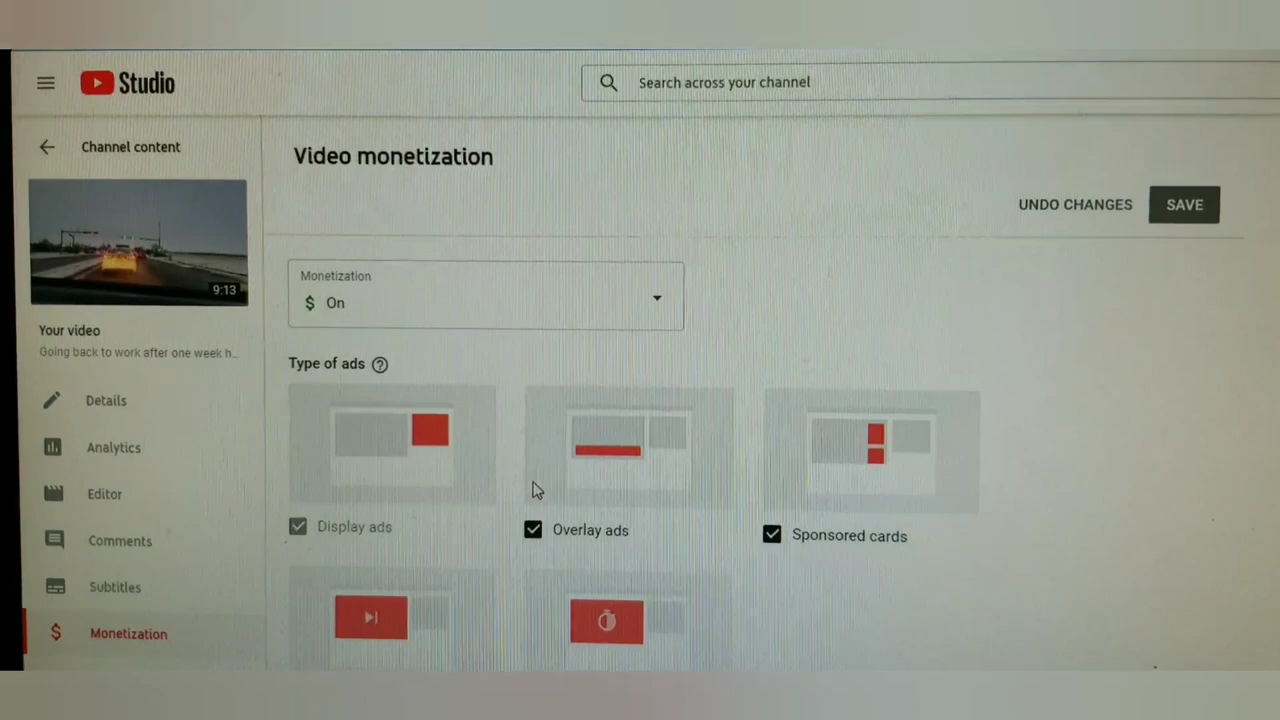 Studio
Search across your channel
Channel content
Video monetization
UNDO CHANGES
SAVE
9:13
Monetization
$ On
Your video
Going back to work after one week h...
Type of ads ?
Details
Analytics
Editor
Comments
Subtitles
$ Monetization
Display ads
Overlay ads
Sponsored cards